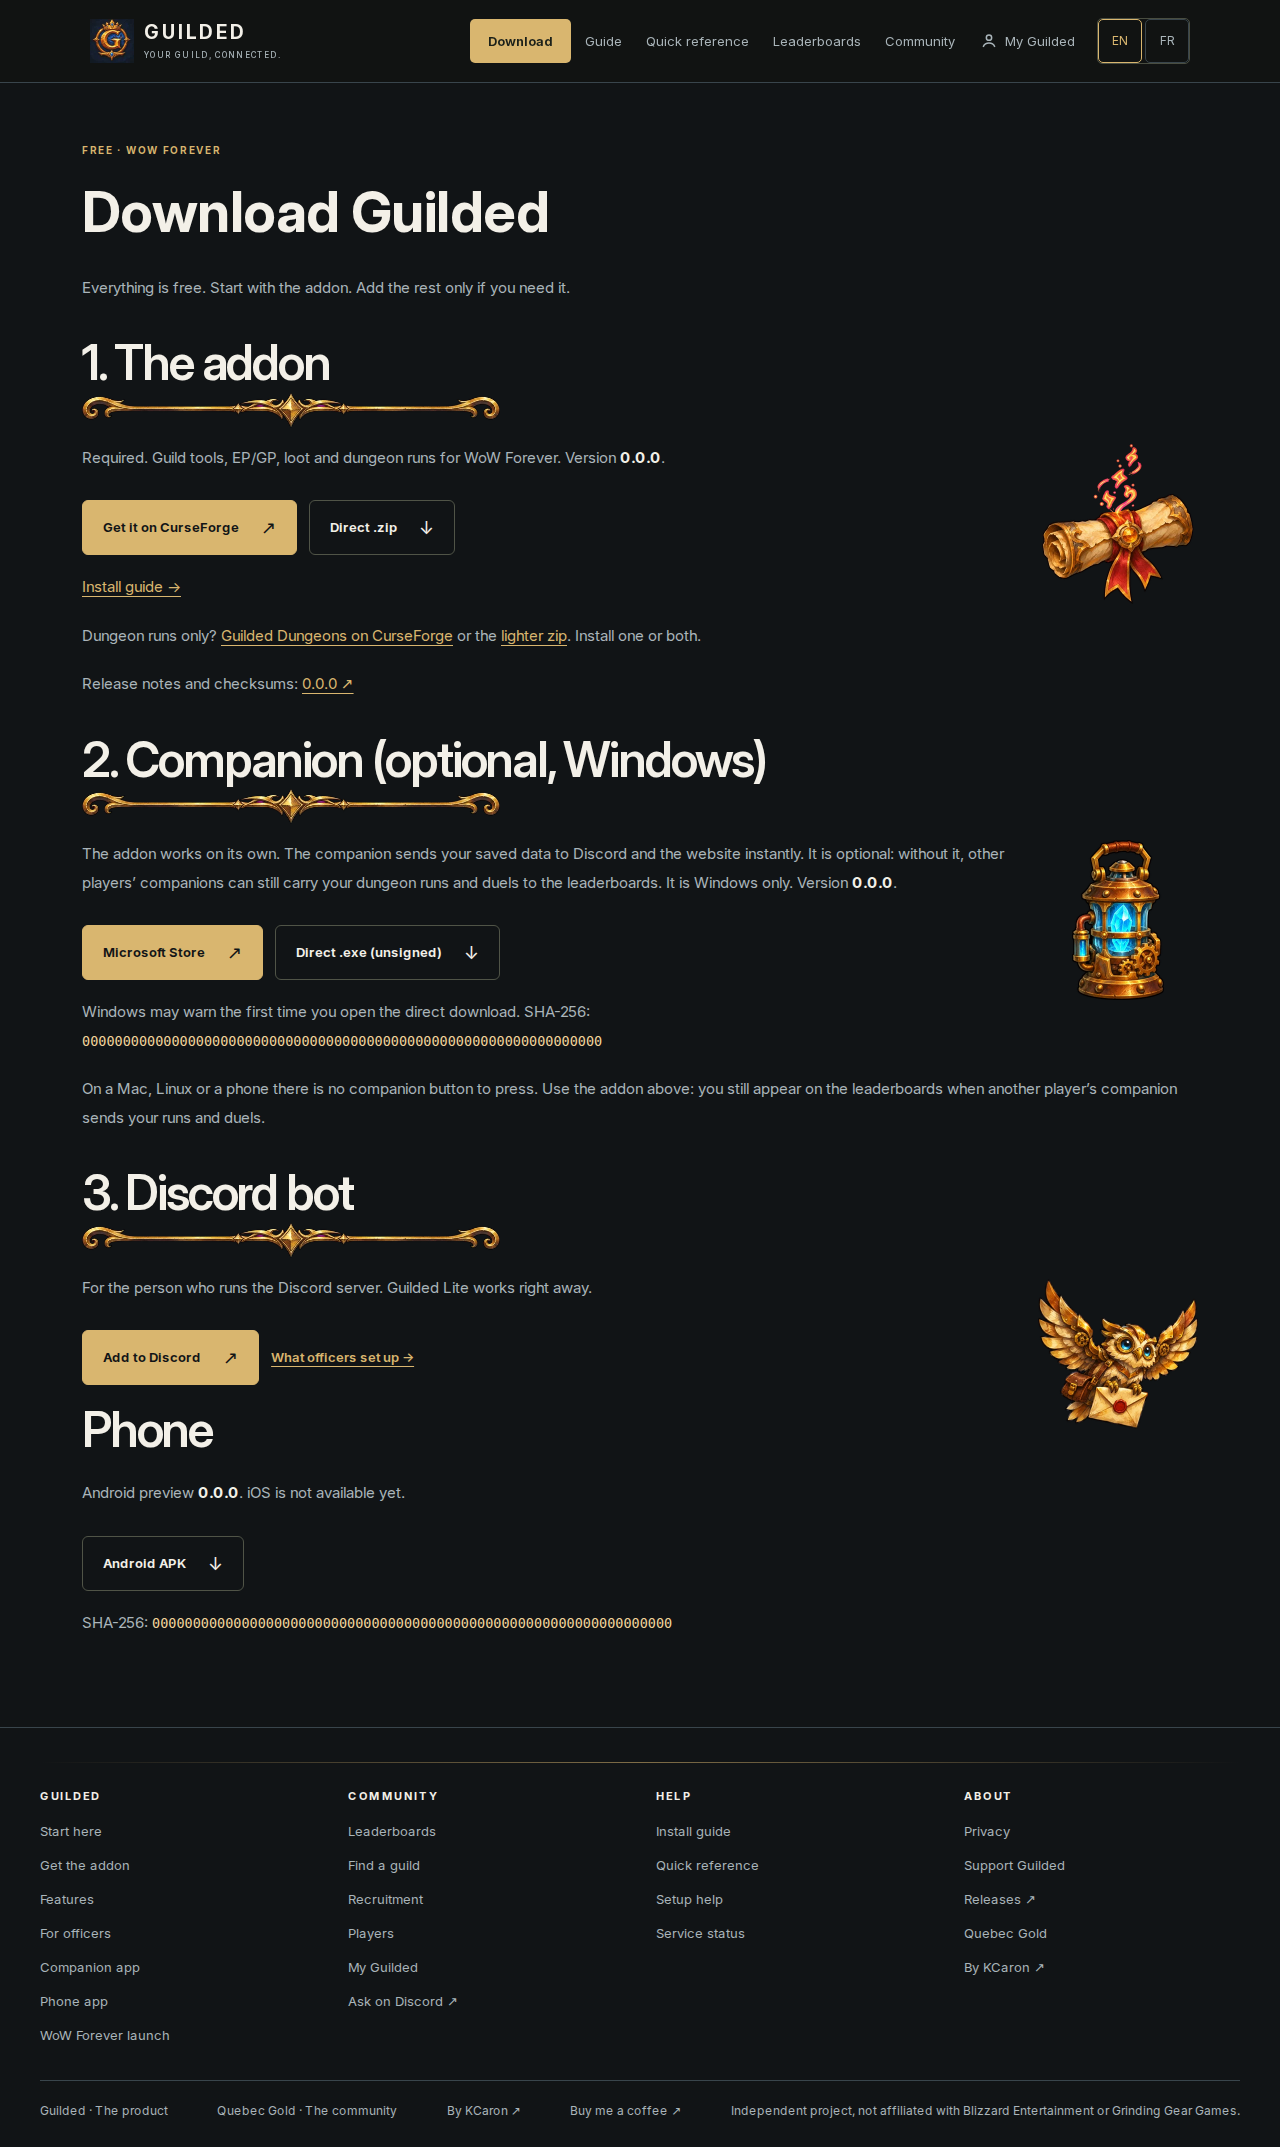 GUILDED
YOUR GUILD, CONNECTED.
Download
Guide
Quick reference
Leaderboards
Community
My Guilded
EN
FR
FREE · WOW FOREVER
Download Guilded
Everything is free. Start with the addon. Add the rest only if you need it.
1. The addon
Required. Guild tools, EP/GP, loot and dungeon runs for WoW Forever. Version 0.0.0.
Get it on CurseForge ↗
Direct .zip ↓
Install guide →
Dungeon runs only? Guilded Dungeons on CurseForge or the lighter zip. Install one or both.
Release notes and checksums: 0.0.0 ↗
2. Companion (optional, Windows)
The addon works on its own. The companion sends your saved data to Discord and the website instantly. It is optional: without it, other
players’ companions can still carry your dungeon runs and duels to the leaderboards. It is Windows only. Version 0.0.0.
Microsoft Store ↗
Direct .exe (unsigned) ↓
Windows may warn the first time you open the direct download. SHA-256:
0000000000000000000000000000000000000000000000000000000000000000
On a Mac, Linux or a phone there is no companion button to press. Use the addon above: you still appear on the leaderboards when another player’s companion
sends your runs and duels.
3. Discord bot
For the person who runs the Discord server. Guilded Lite works right away.
Add to Discord ↗
What officers set up →
Phone
Android preview 0.0.0. iOS is not available yet.
Android APK ↓
SHA-256: 0000000000000000000000000000000000000000000000000000000000000000
GUILDED
Start here
Get the addon
Features
For officers
Companion app
Phone app
WoW Forever launch
COMMUNITY
Leaderboards
Find a guild
Recruitment
Players
My Guilded
Ask on Discord ↗
HELP
Install guide
Quick reference
Setup help
Service status
ABOUT
Privacy
Support Guilded
Releases ↗
Quebec Gold
By KCaron ↗
Guilded · The product
Quebec Gold · The community
By KCaron ↗
Buy me a coffee ↗
Independent project, not affiliated with Blizzard Entertainment or Grinding Gear Games.